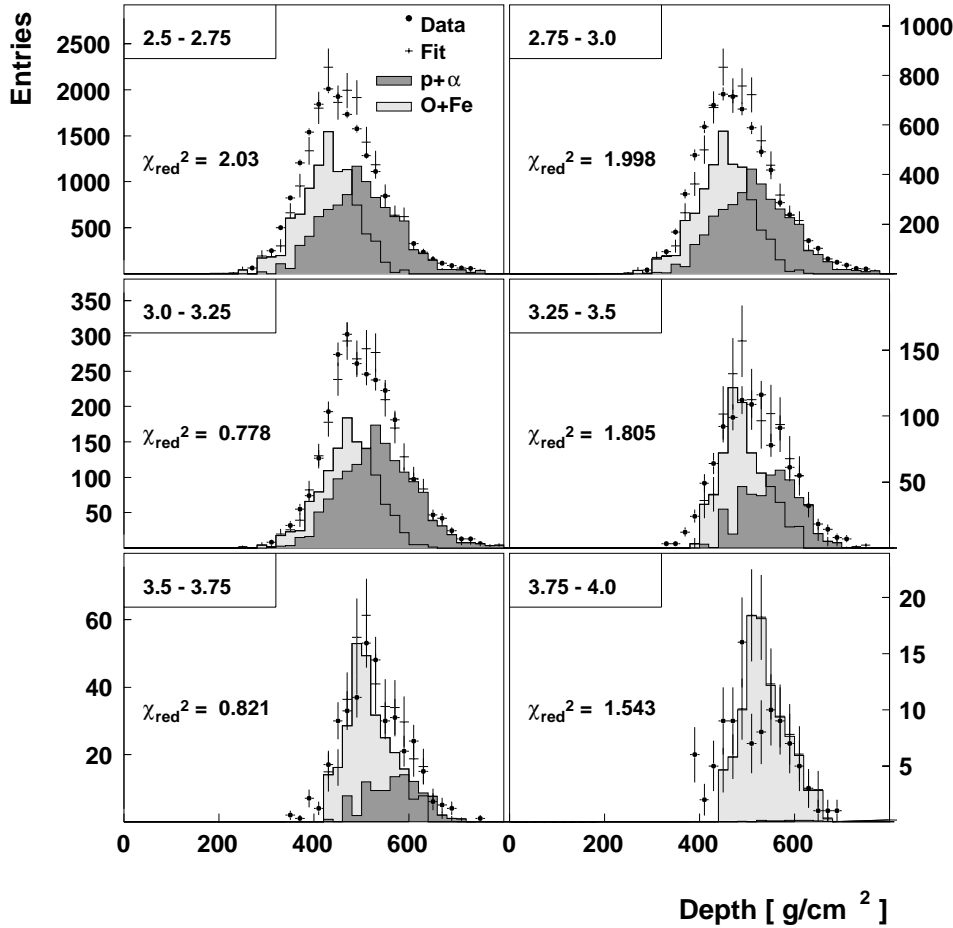 Entries
2.5 - 2.75
Data
Fit
p+α
O+Fe
χred² = 2.03
2500
2000
1500
1000
500
2.75 - 3.0
χred² = 1.998
1000
800
600
400
200
3.0 - 3.25
χred² = 0.778
350
300
250
200
150
100
50
3.25 - 3.5
χred² = 1.805
150
100
50
3.5 - 3.75
χred² = 0.821
60
40
20
3.75 - 4.0
χred² = 1.543
20
15
10
5
0 200 400 600 0 200 400 600
Depth [ g/cm ² ]